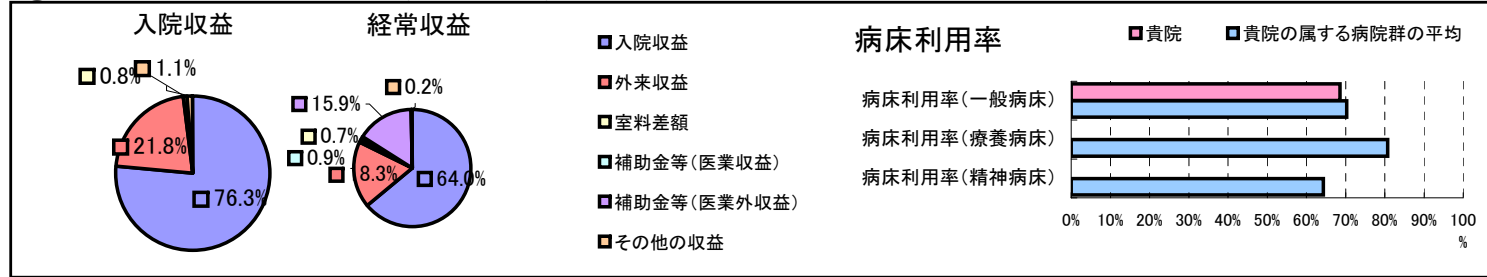 入院収益
0.8%
1.1%
21.8%
76.3%
経常収益
0.2%
15.9%
0.7%
0.9%
8.3%
64.0%
入院収益
外来収益
室料差額
補助金等(医業収益)
補助金等(医業外収益)
その他の収益
病床利用率
貴院 貴院の属する病院群の平均
病床利用率(一般病床)
病床利用率(療養病床)
病床利用率(精神病床)
0% 10% 20% 30% 40% 50% 60% 70% 80% 90% 100
%